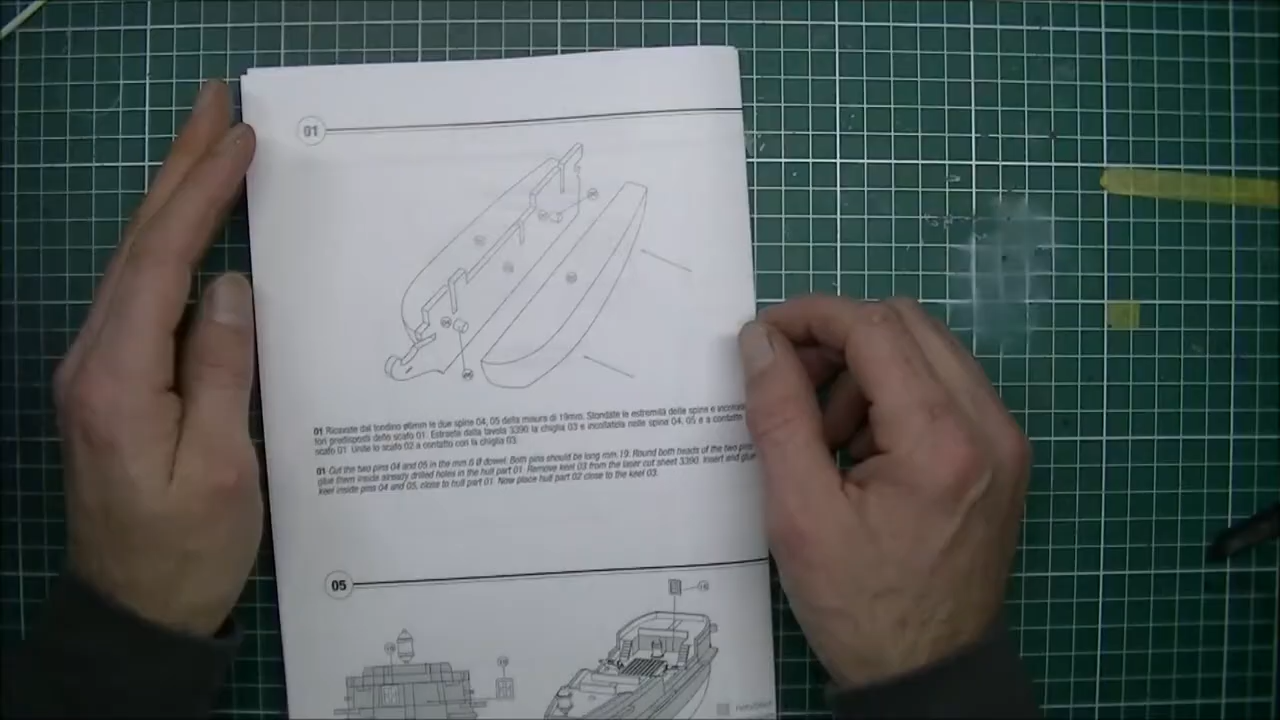 01
01 Ricavate dal tondino ø6mm le due spine 04, 05 della misura di 19mm. Stondate le estremità delle spine e incollate
fori predisposti dello scafo 01. Estraete dalla tavola 3390 la chiglia 03 e incollatela nelle spine 04, 05 e a contatto
scafo 01. Unite lo scafo 02 a contatto con la chiglia 03.
01 Cut the two pins 04 and 05 in the mm.6 Ø dowel. Both pins should be long mm.19. Round both heads of the two pins
glue them inside already drilled holes in the hull part 01. Remove keel 03 from the laser cut sheet 3390. Insert and glue
keel inside pins 04 and 05, close to hull part 01. Now place hull part 02 close to the keel 03.
05